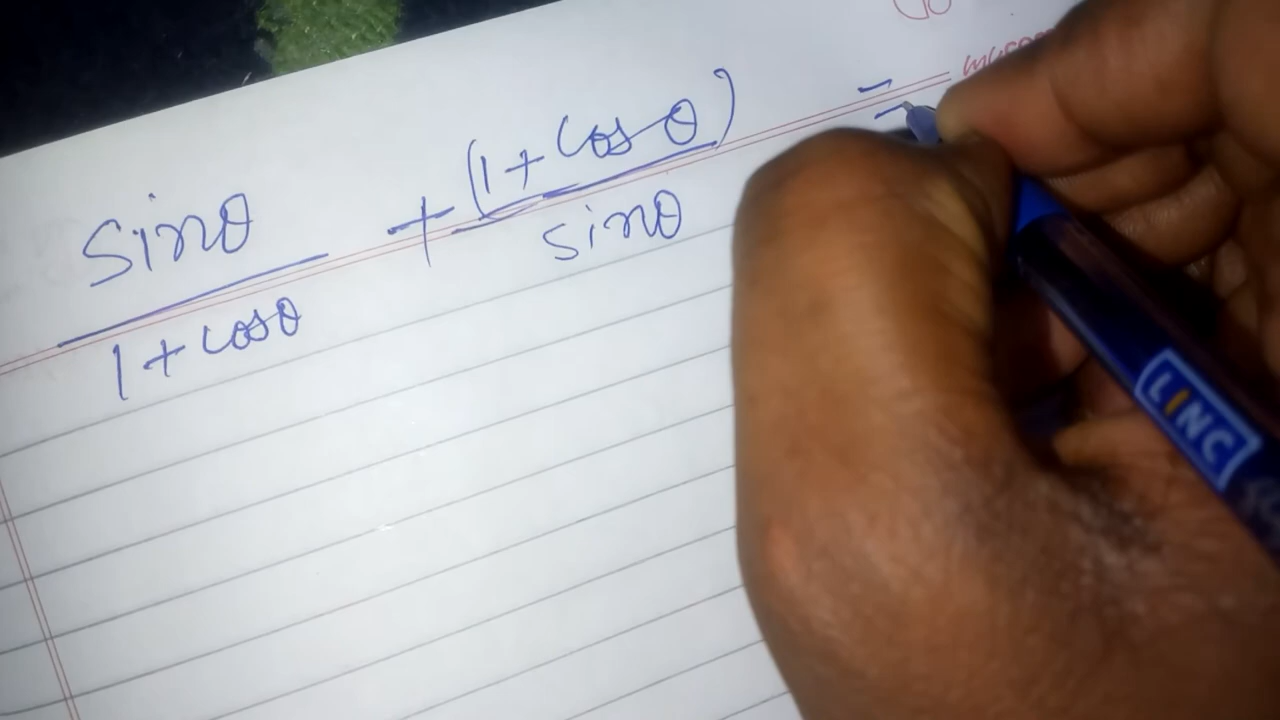 sinθ/1+cosθ + (1+cosθ)/sinθ =
LINC